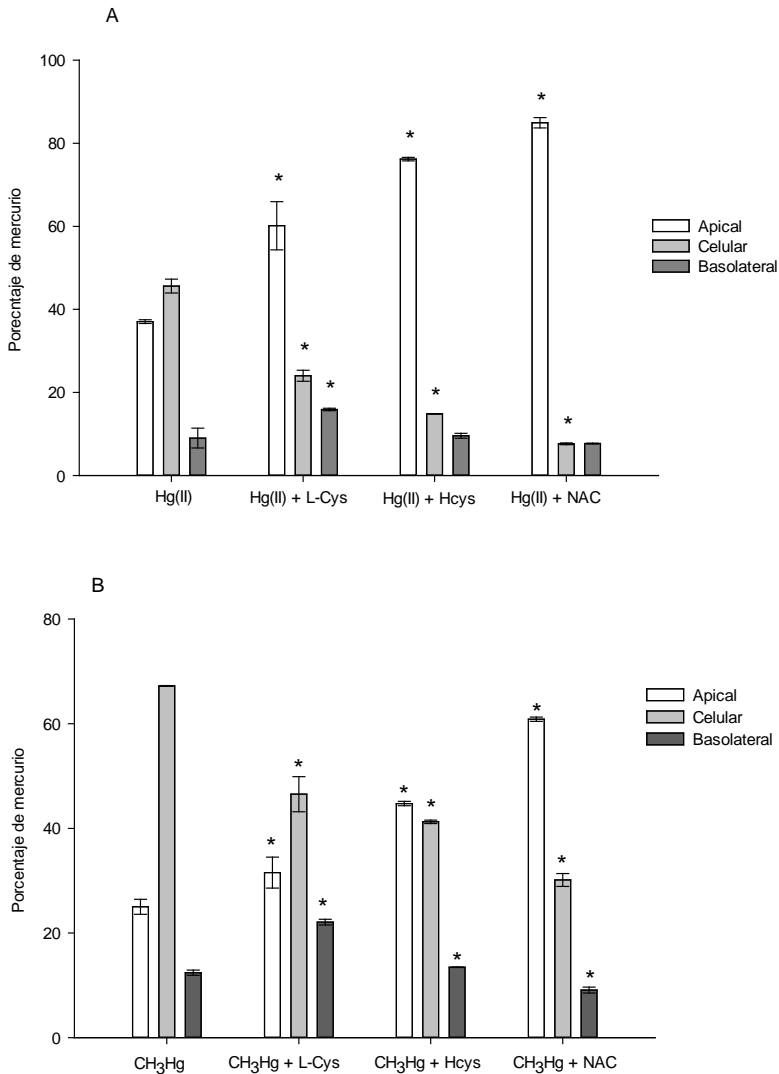 A
100
80
60
40
20
0
Porecntaje de mercurio
*
*
*
*
*
*
*
Apical
Celular
Basolateral
Hg(II)
Hg(II) + L-Cys
Hg(II) + Hcys
Hg(II) + NAC
B
80
60
40
20
0
Porcentaje de mercurio
*
*
*
*
*
*
*
*
*
Apical
Celular
Basolateral
CH₃Hg
CH₃Hg + L-Cys
CH₃Hg + Hcys
CH₃Hg + NAC